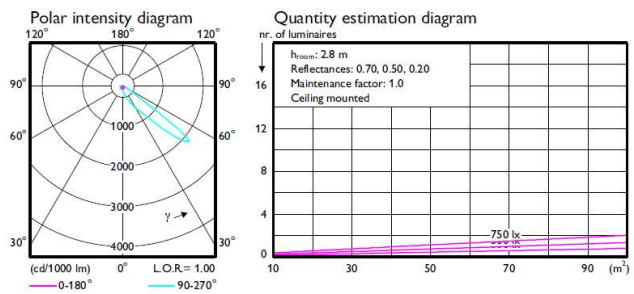 Polar intensity diagram
120° 180° 120°
90° 90°
60° 60°
30° 30°
1000
2000
3000
4000
γ
(cd/1000 lm) 0° L.O.R.= 1.00
0-180° 90-270°
Quantity estimation diagram
nr. of luminaires
hroom: 2.8 m
Reflectances: 0.70, 0.50, 0.20
Maintenance factor: 1.0
Ceiling mounted
16
12
8
4
0
750 lx
10 30 50 70 90 (m²)